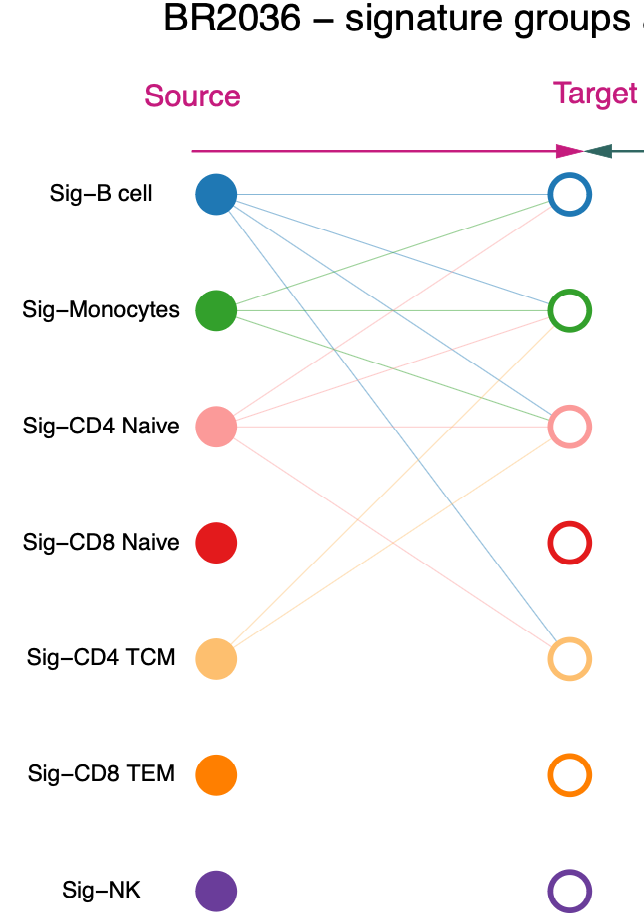 BR2036 – signature groups
Source
Target
Sig–B cell
Sig–Monocytes
Sig–CD4 Naive
Sig–CD8 Naive
Sig–CD4 TCM
Sig–CD8 TEM
Sig–NK